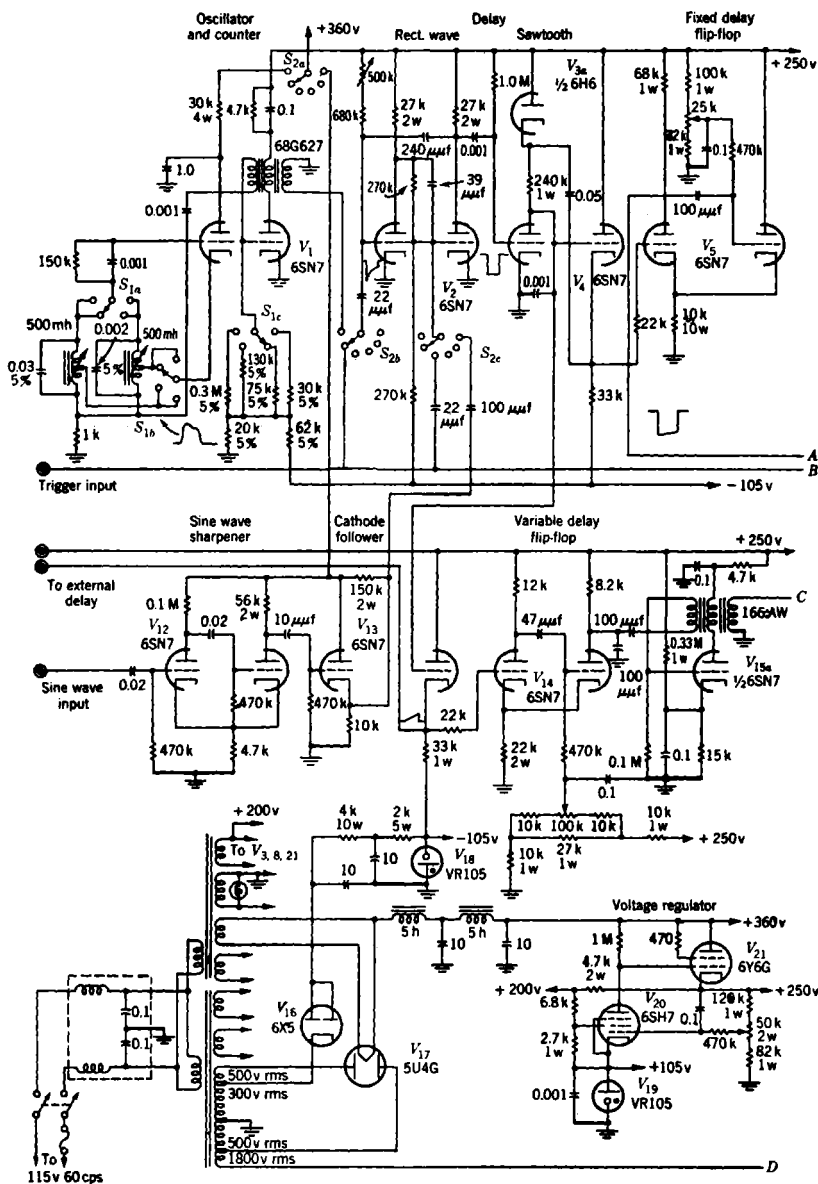 Oscillator
and counter
+360v
Delay
Rect. wave
Sawtooth
Fixed delay
flip-flop
S2a
500k
1.0 M
V3a
½ 6H6
68k
1w
100k
1w
+250v
30k
4w
4.7k
0.1
680k
27k
2w
27k
2w
25k
1w
0.1
470k
68G627
240 μμf
0.001
1.0
39
μμf
240k
1w
0.05
100 μμf
0.001
270k
150k
0.001
V1
6SN7
V2
6SN7
V4
6SN7
V5
6SN7
S1a
22
μμf
0.001
500mh
0.002
500mh
S1c
S2b
S2c
22k
10k
10w
0.03
5%
5%
130k
5%
0.3 M
5%
75k
5%
30k
5%
270k
22
μμf
100 μμf
33k
S1b
1k
20k
5%
62k
5%
A
B
Trigger input
−105v
Sine wave
sharpener
Cathode
follower
Variable delay
flip-flop
+250v
To external
delay
150k
2w
12k
8.2k
0.1
4.7k
0.1 M
56k
2w
V12
6SN7
0.02
10 μμf
V13
6SN7
47 μμf
100 μμf
166AW
C
0.33M
1w
V15a
½6SN7
Sine wave
input
0.02
V14
6SN7
100
μμf
470k
470k
10k
22k
33k
1w
470k
4.7k
22k
2w
470k
0.1 M
0.1
15k
0.1
+200v
4k
10w
2k
5w
−105v
10k
100k
10k
10k
1w
+250v
To V3, 8, 21
10
10
V18
VR105
10k
1w
27k
1w
Voltage regulator
5h
5h
10
10
+360v
1M
470
V21
6Y6G
4.7k
2w
+200v
V20
6SH7
+250v
6.8k
0.1
1w
50k
2w
V16
6X5
0.1
0.1
2.7k
1w
470k
82k
1w
V17
5U4G
+105v
500v rms
300v rms
0.001
V19
VR105
500v rms
1800v rms
To
115v 60cps
D